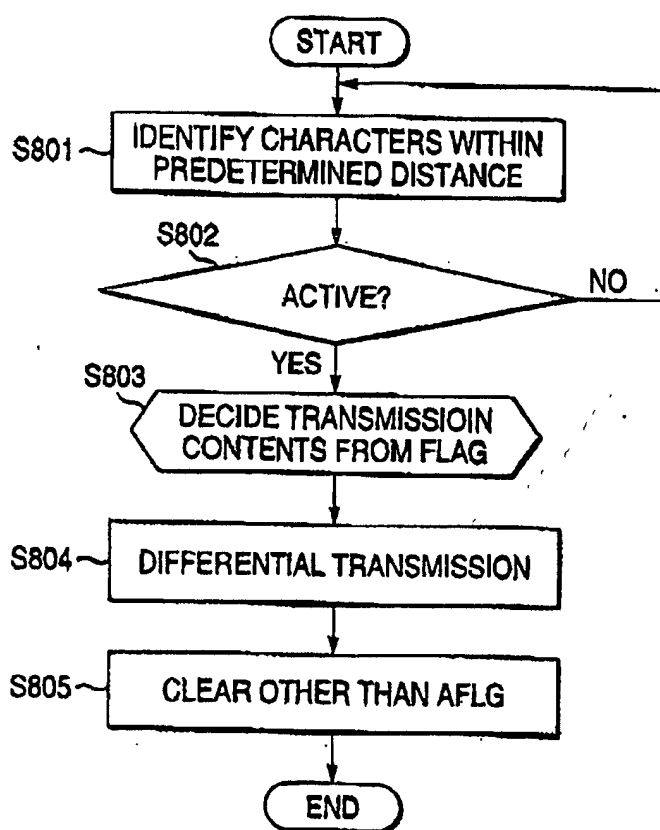 START
S801
IDENTIFY CHARACTERS WITHIN
PREDETERMINED DISTANCE
S802
ACTIVE?
NO
YES
S803
DECIDE TRANSMISSIOIN
CONTENTS FROM FLAG
S804
DIFFERENTIAL TRANSMISSION
S805
CLEAR OTHER THAN AFLG
END